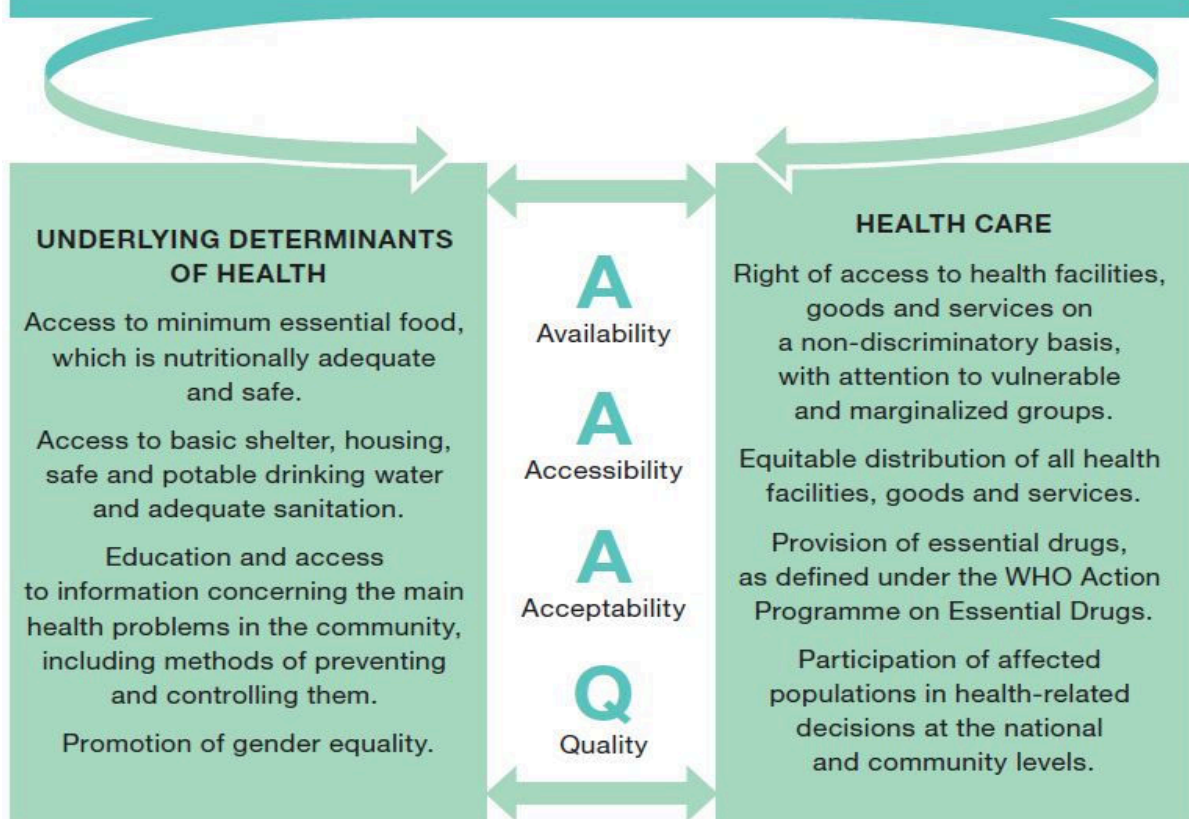 UNDERLYING DETERMINANTS
OF HEALTH
Access to minimum essential food,
which is nutritionally adequate
and safe.
Access to basic shelter, housing,
safe and potable drinking water
and adequate sanitation.
Education and access
to information concerning the main
health problems in the community,
including methods of preventing
and controlling them.
Promotion of gender equality.
A
Availability
A
Accessibility
A
Acceptability
Q
Quality
HEALTH CARE
Right of access to health facilities,
goods and services on
a non-discriminatory basis,
with attention to vulnerable
and marginalized groups.
Equitable distribution of all health
facilities, goods and services.
Provision of essential drugs,
as defined under the WHO Action
Programme on Essential Drugs.
Participation of affected
populations in health-related
decisions at the national
and community levels.